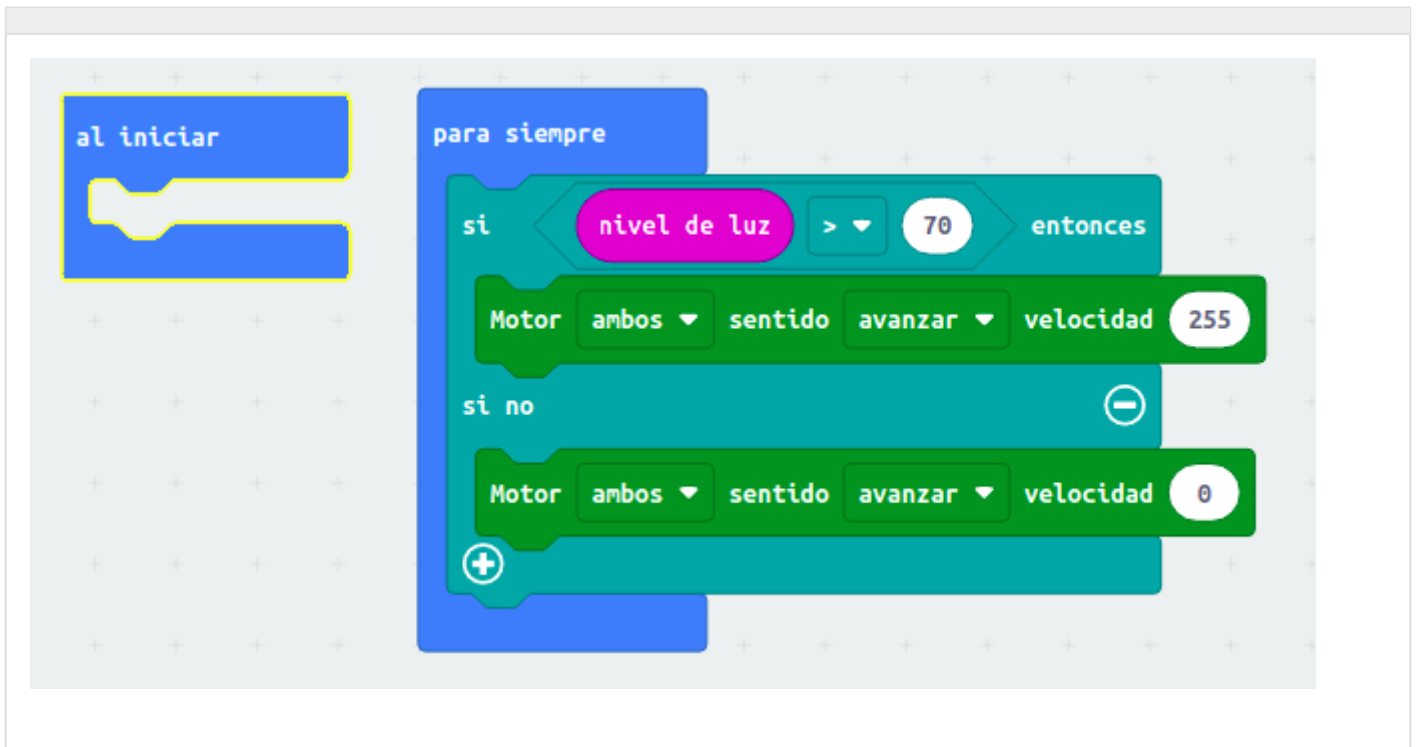 al iniciar
para siempre
si nivel de luz > 70 entonces
Motor ambos sentido avanzar velocidad 255
si no
Motor ambos sentido avanzar velocidad 0